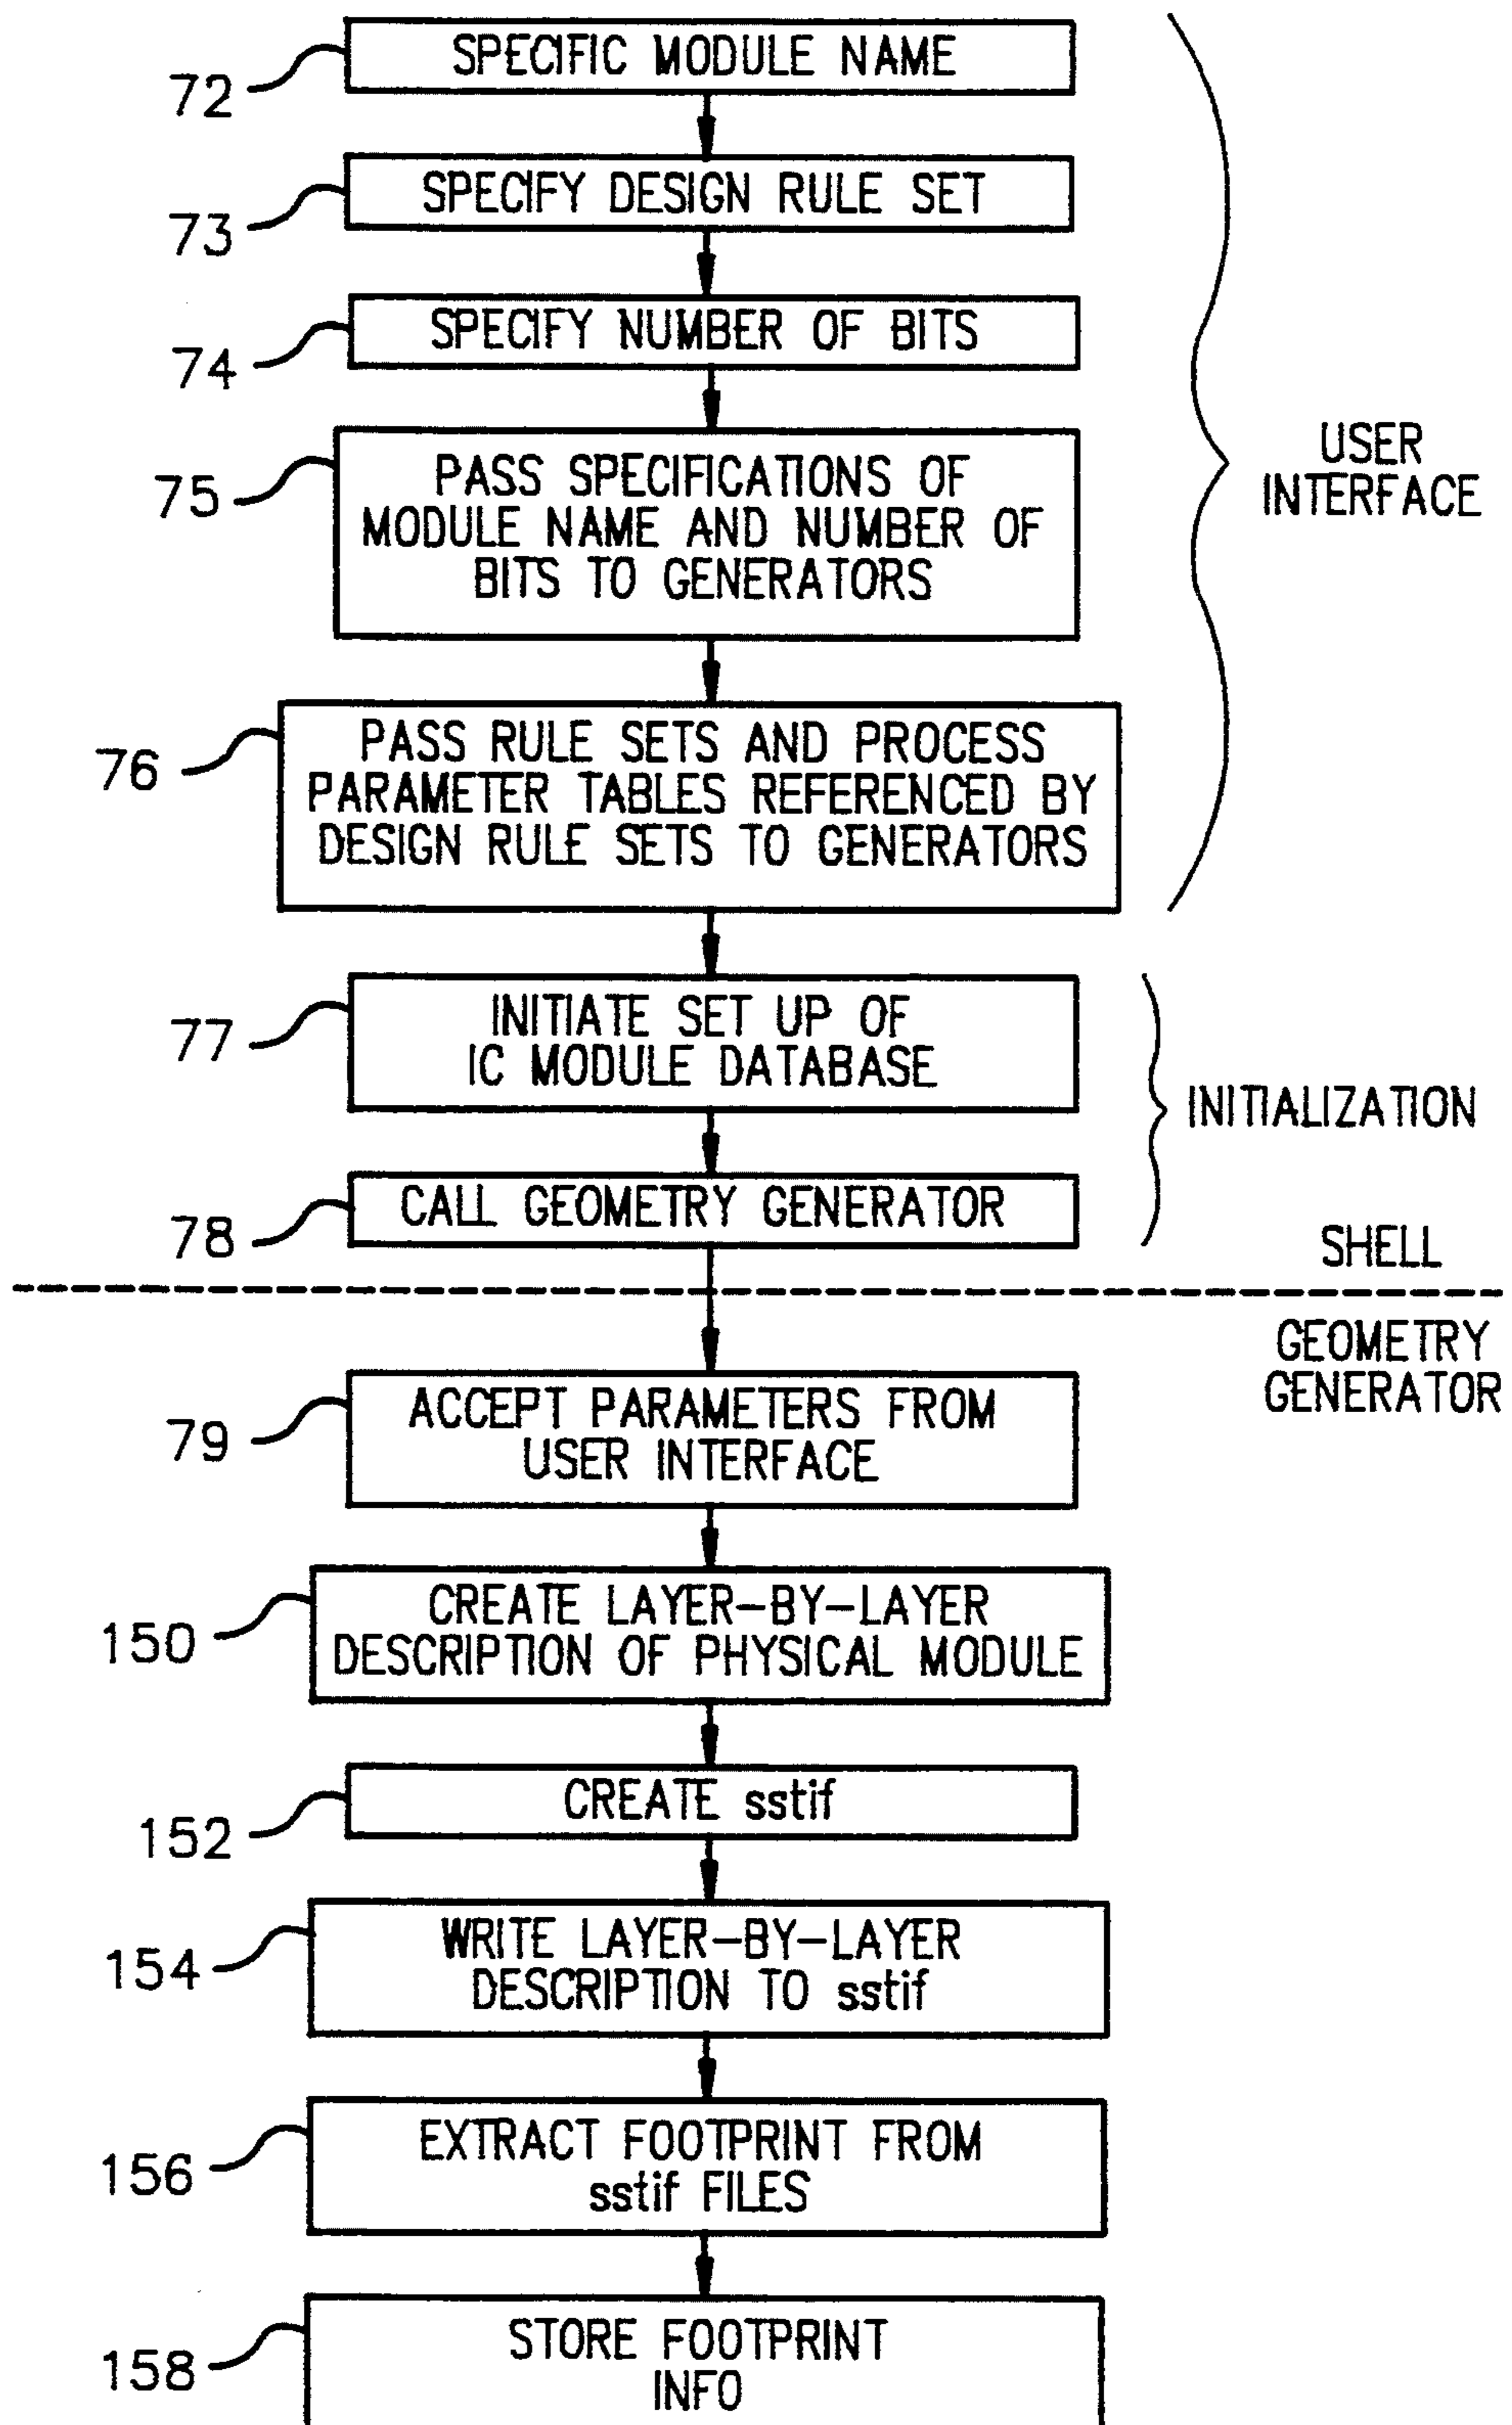 72
SPECIFIC MODULE NAME
73
SPECIFY DESIGN RULE SET
74
SPECIFY NUMBER OF BITS
75
PASS SPECIFICATIONS OF
MODULE NAME AND NUMBER OF
BITS TO GENERATORS
USER
INTERFACE
76
PASS RULE SETS AND PROCESS
PARAMETER TABLES REFERENCED BY
DESIGN RULE SETS TO GENERATORS
77
INITIATE SET UP OF
IC MODULE DATABASE
INITIALIZATION
78
CALL GEOMETRY GENERATOR
SHELL
GEOMETRY
GENERATOR
79
ACCEPT PARAMETERS FROM
USER INTERFACE
150
CREATE LAYER-BY-LAYER
DESCRIPTION OF PHYSICAL MODULE
152
CREATE sstif
154
WRITE LAYER-BY-LAYER
DESCRIPTION TO sstif
156
EXTRACT FOOTPRINT FROM
sstif FILES
158
STORE FOOTPRINT
INFO